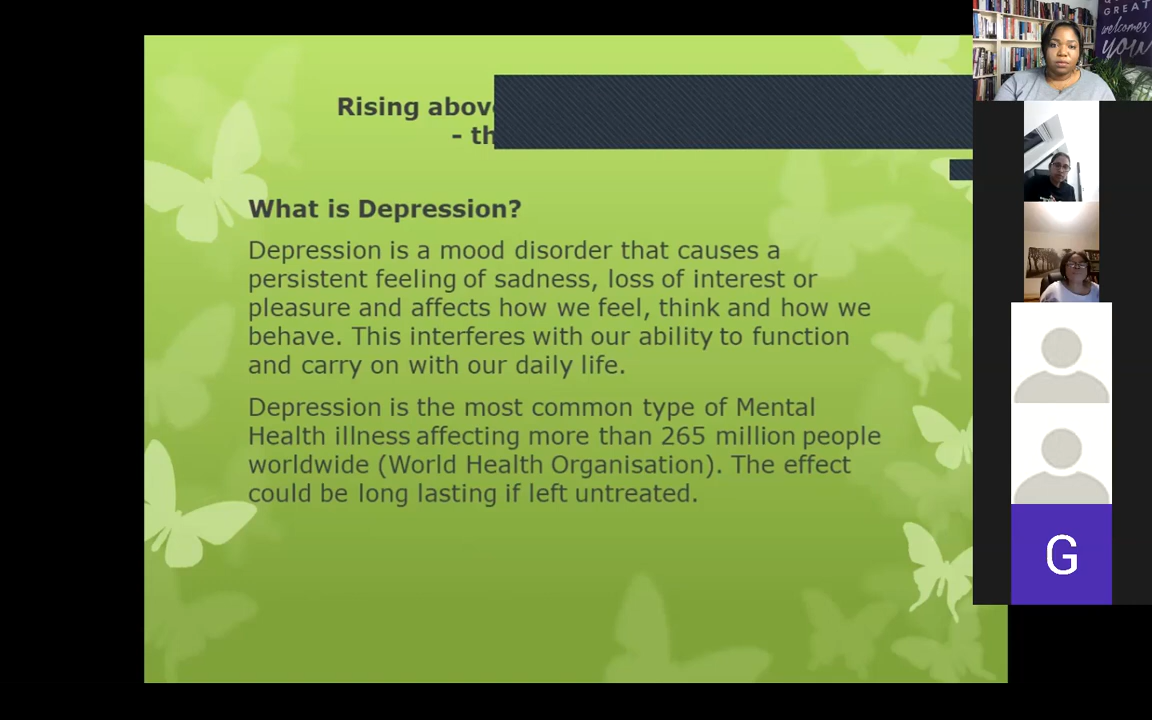 Rising above
- th
What is Depression?
Depression is a mood disorder that causes a
persistent feeling of sadness, loss of interest or
pleasure and affects how we feel, think and how we
behave. This interferes with our ability to function
and carry on with our daily life.
Depression is the most common type of Mental
Health illness affecting more than 265 million people
worldwide (World Health Organisation). The effect
could be long lasting if left untreated.
GREAT
welcomes
YOU
G